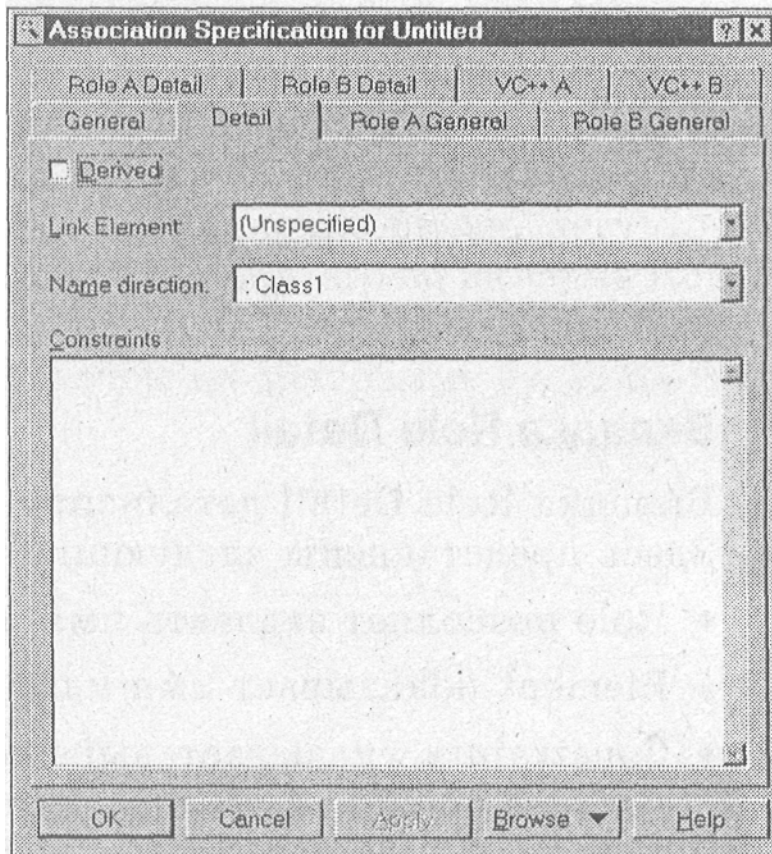 Association Specification for Untitled
Role A Detail Role B Detail VC++ A VC++ B
General Detail Role A General Role B General
Derived
Link Element: (Unspecified)
Name direction: : Class1
Constraints
OK Cancel Apply Browse Help